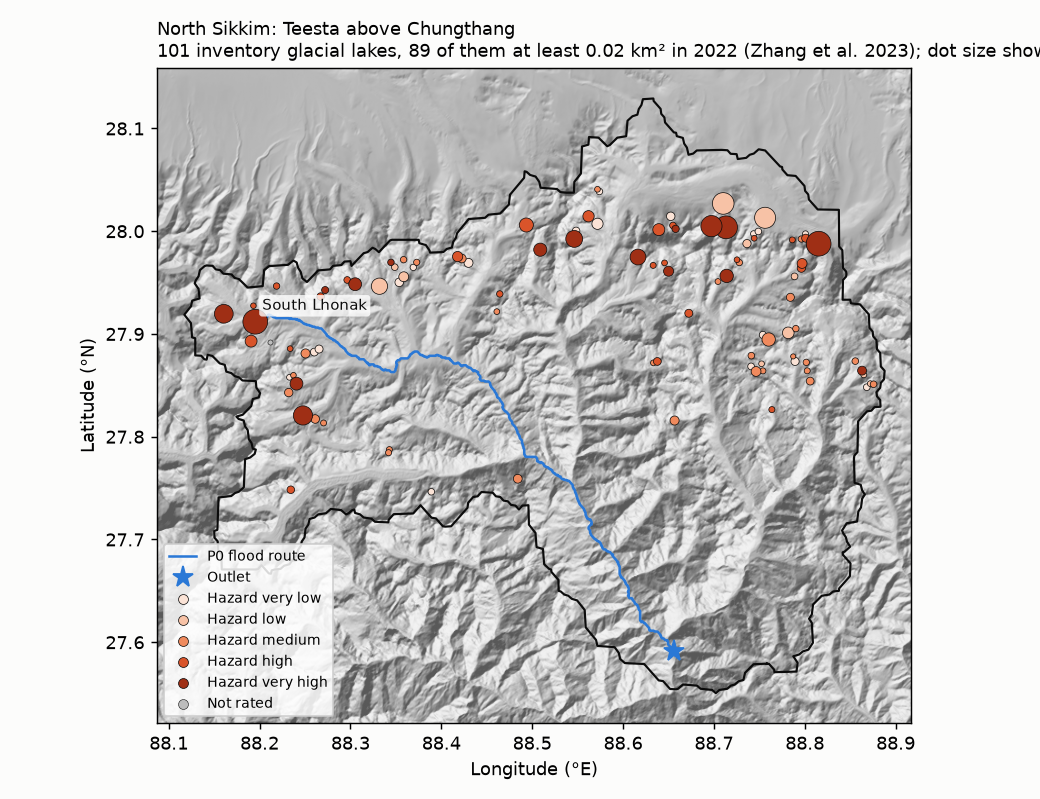 North Sikkim: Teesta above Chungthang
101 inventory glacial lakes, 89 of them at least 0.02 km² in 2022 (Zhang et al. 2023); dot size
28.1
28.0
27.9
27.8
27.7
27.6
Latitude (°N)
South Lhonak
P0 flood route
Outlet
Hazard very low
Hazard low
Hazard medium
Hazard high
Hazard very high
Not rated
88.1 88.2 88.3 88.4 88.5 88.6 88.7 88.8 88.9
Longitude (°E)